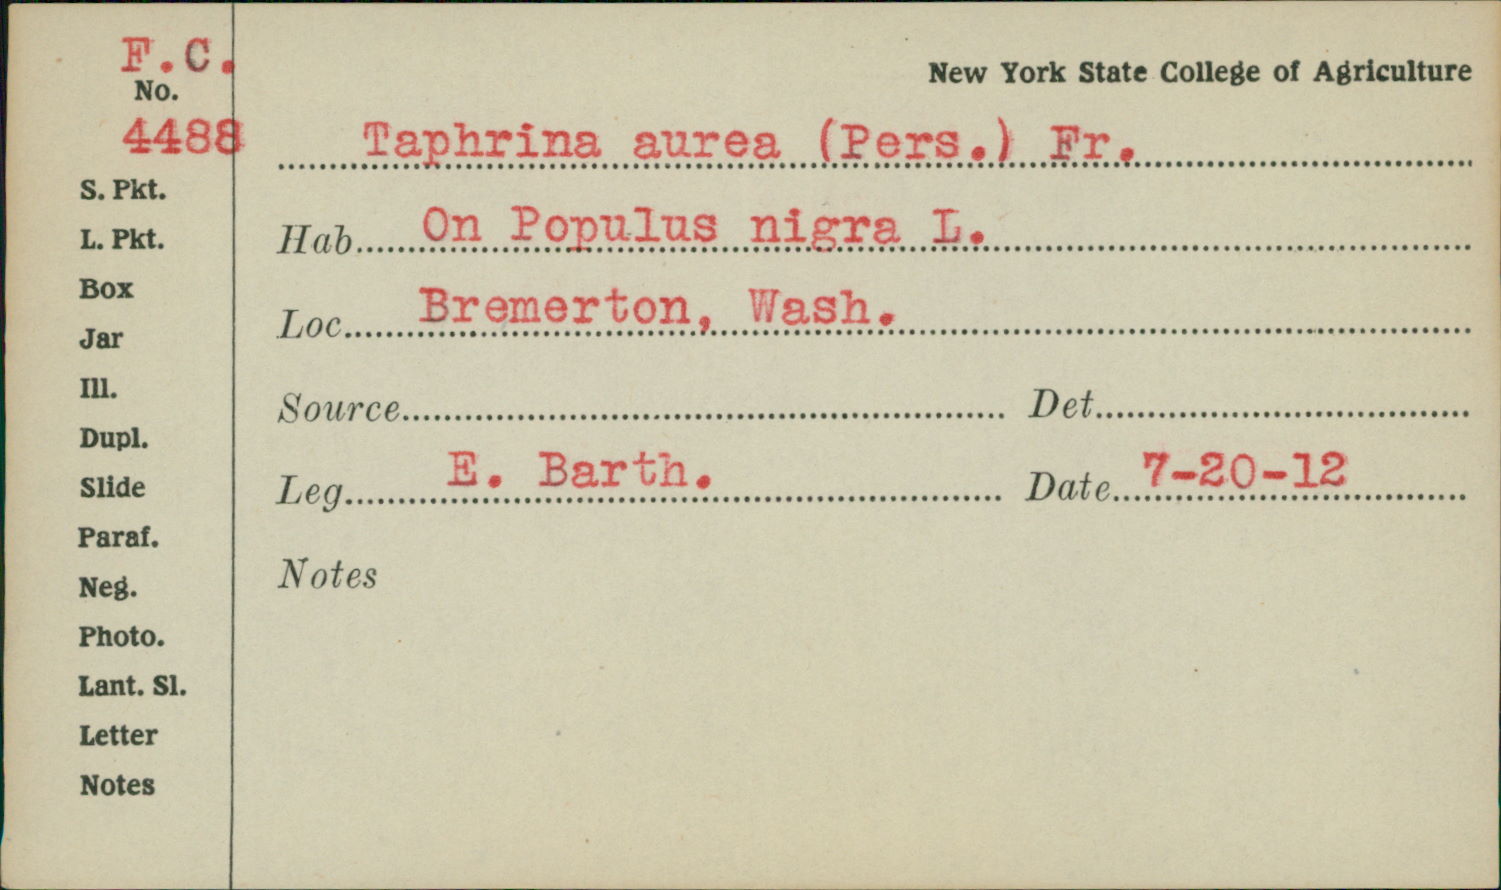 F.C.
No.
4488
S. Pkt.
L. Pkt.
Box
Jar
Ill.
Dupl.
Slide
Paraf.
Neg.
Photo.
Lant. Sl.
Letter
Notes
New York State College of Agriculture
Taphrina aurea (Pers.) Fr.
Hab. On Populus nigra L.
Loc. Bremerton, Wash.
Source Det.
Leg. E. Barth. Date 7-20-12
Notes